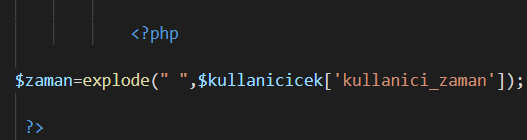 <?php
$zaman=explode(" ",$kullanicicek['kullanici_zaman']);
?>